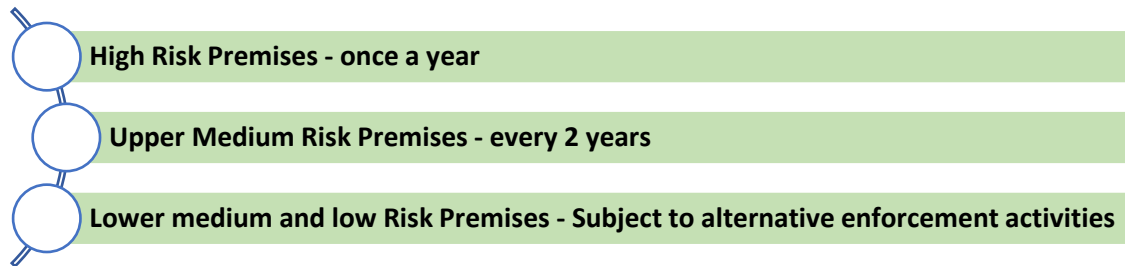 High Risk Premises - once a year
Upper Medium Risk Premises - every 2 years
Lower medium and low Risk Premises - Subject to alternative enforcement activities